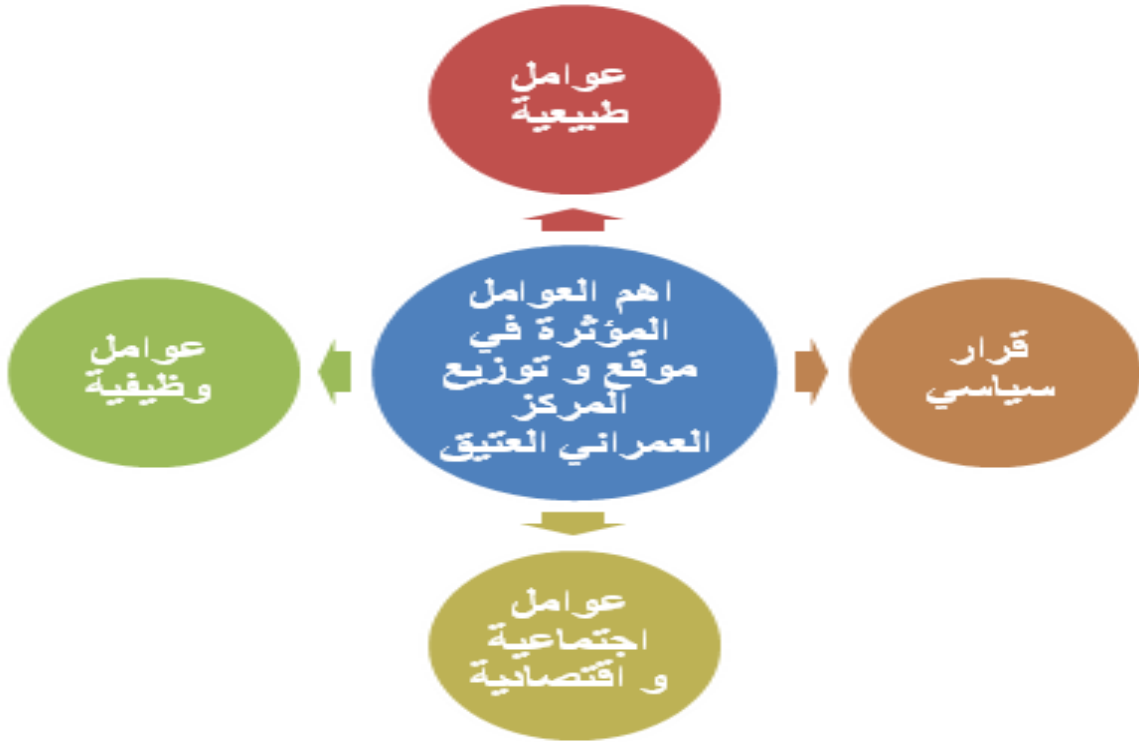 عوامل
طبيعية
اهم العوامل
المؤثرة في
موقع و توزيع
المركز
العمراني العتيق
قرار
سياسي
عوامل
وظيفية
عوامل
اجتماعية
و اقتصادية